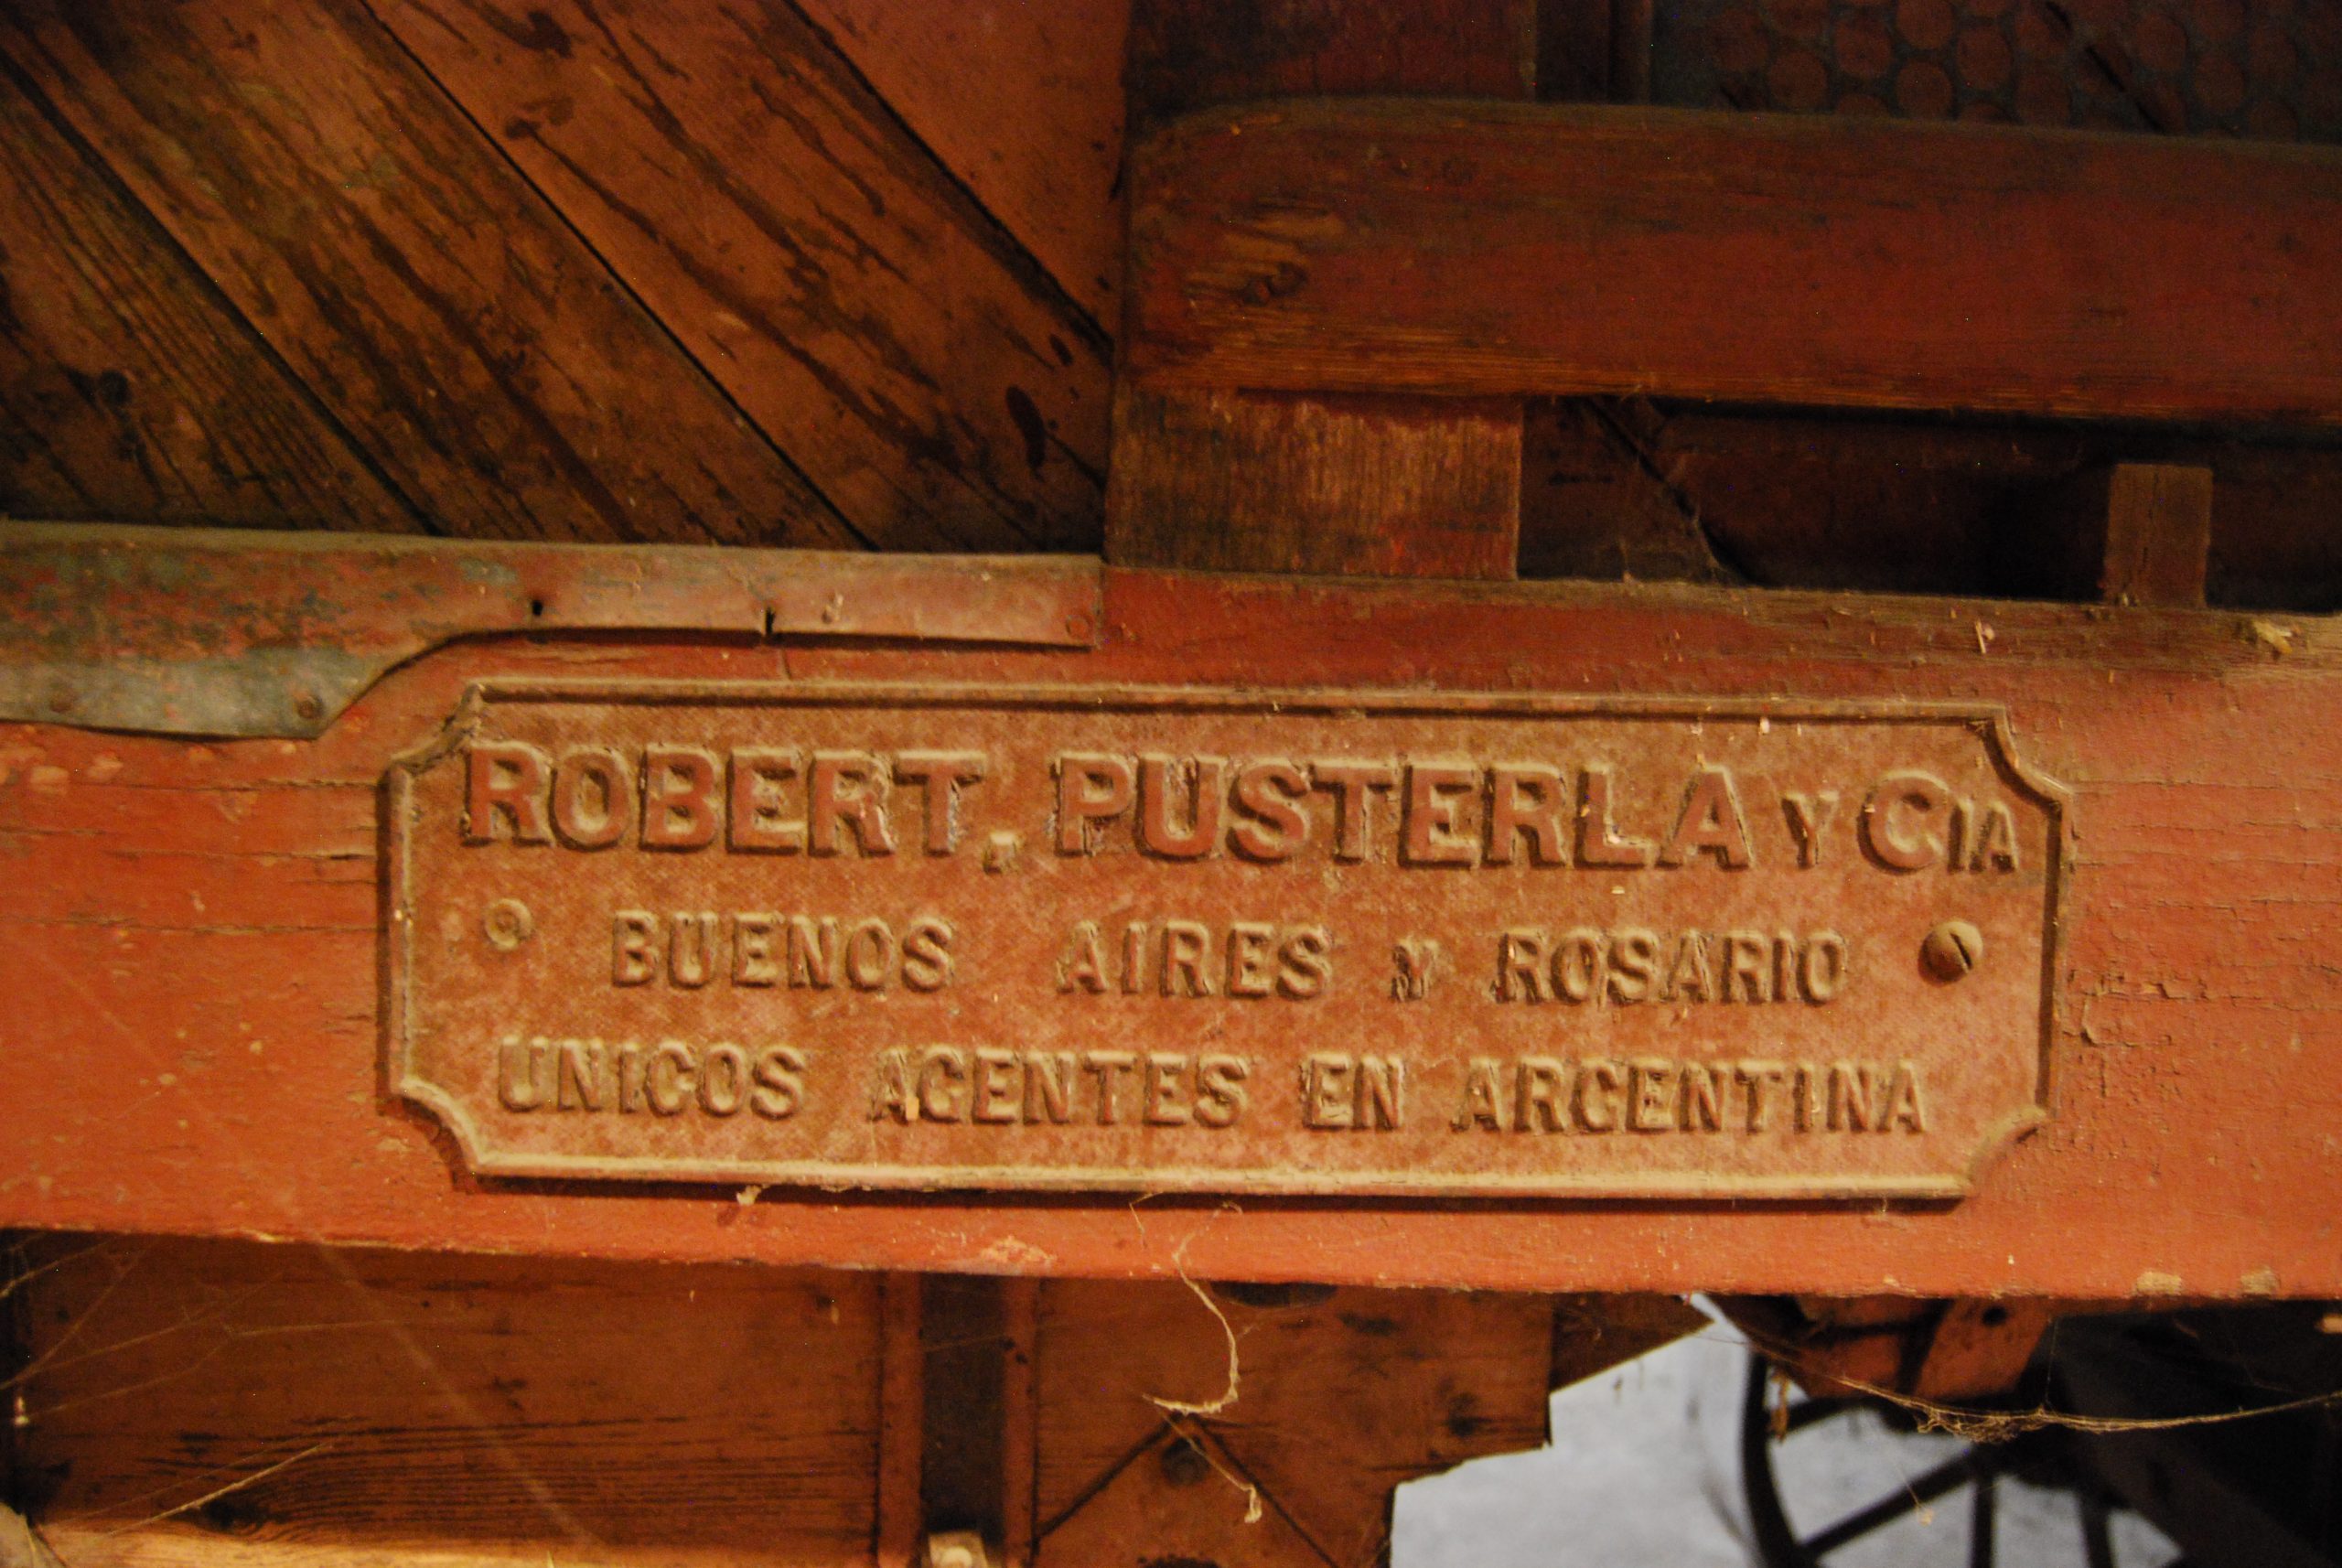 ROBERT, PUSTERLA Y CIA
BUENOS AIRES Y ROSARIO
UNICOS AGENTES EN ARGENTINA